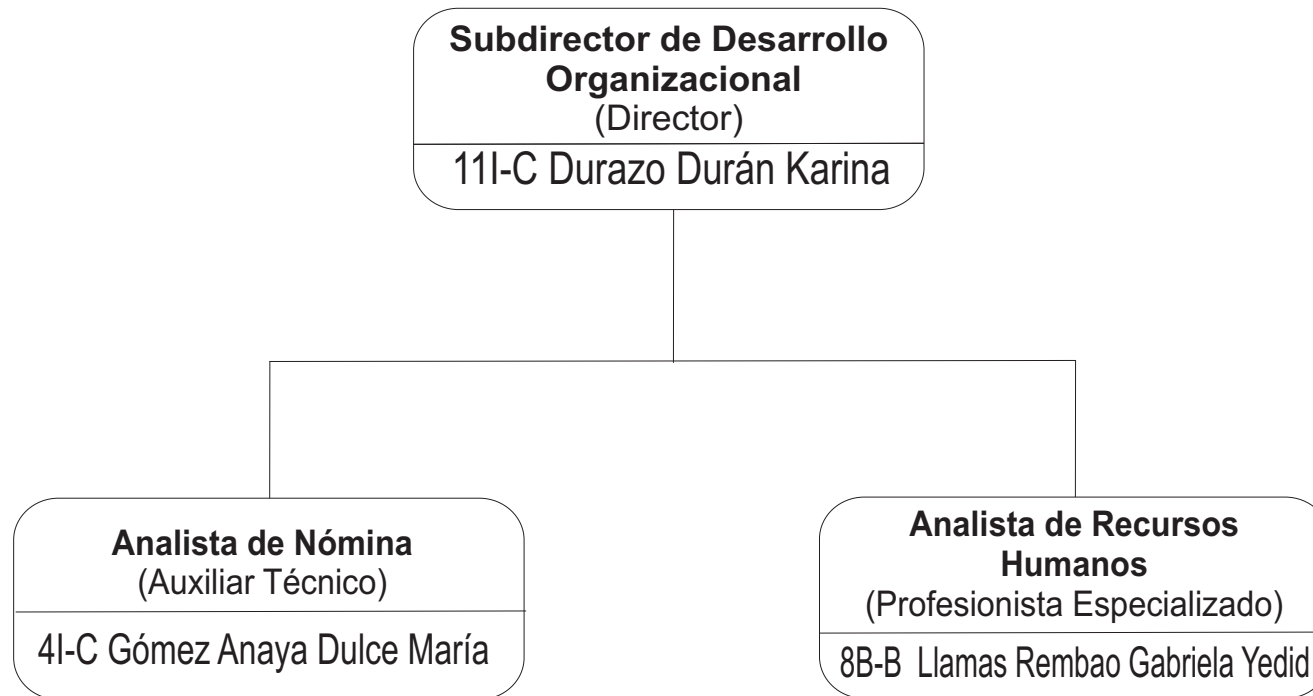 Subdirector de Desarrollo
Organizacional
(Director)
11I-C Durazo Durán Karina
Analista de Nómina
(Auxiliar Técnico)
4I-C Gómez Anaya Dulce María
Analista de Recursos
Humanos
(Profesionista Especializado)
8B-B Llamas Rembao Gabriela Yedid